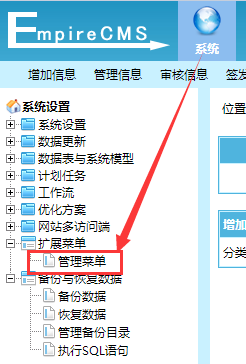 EmpireCMS
系统
增加信息 管理信息 审核信息 签发
位置
系统设置
系统设置
数据更新
数据表与系统模型
计划任务
工作流
优化方案
网站多访问端
扩展菜单
增加
管理菜单
分类
备份与恢复数据
备份数据
恢复数据
管理备份目录
执行SQL语句